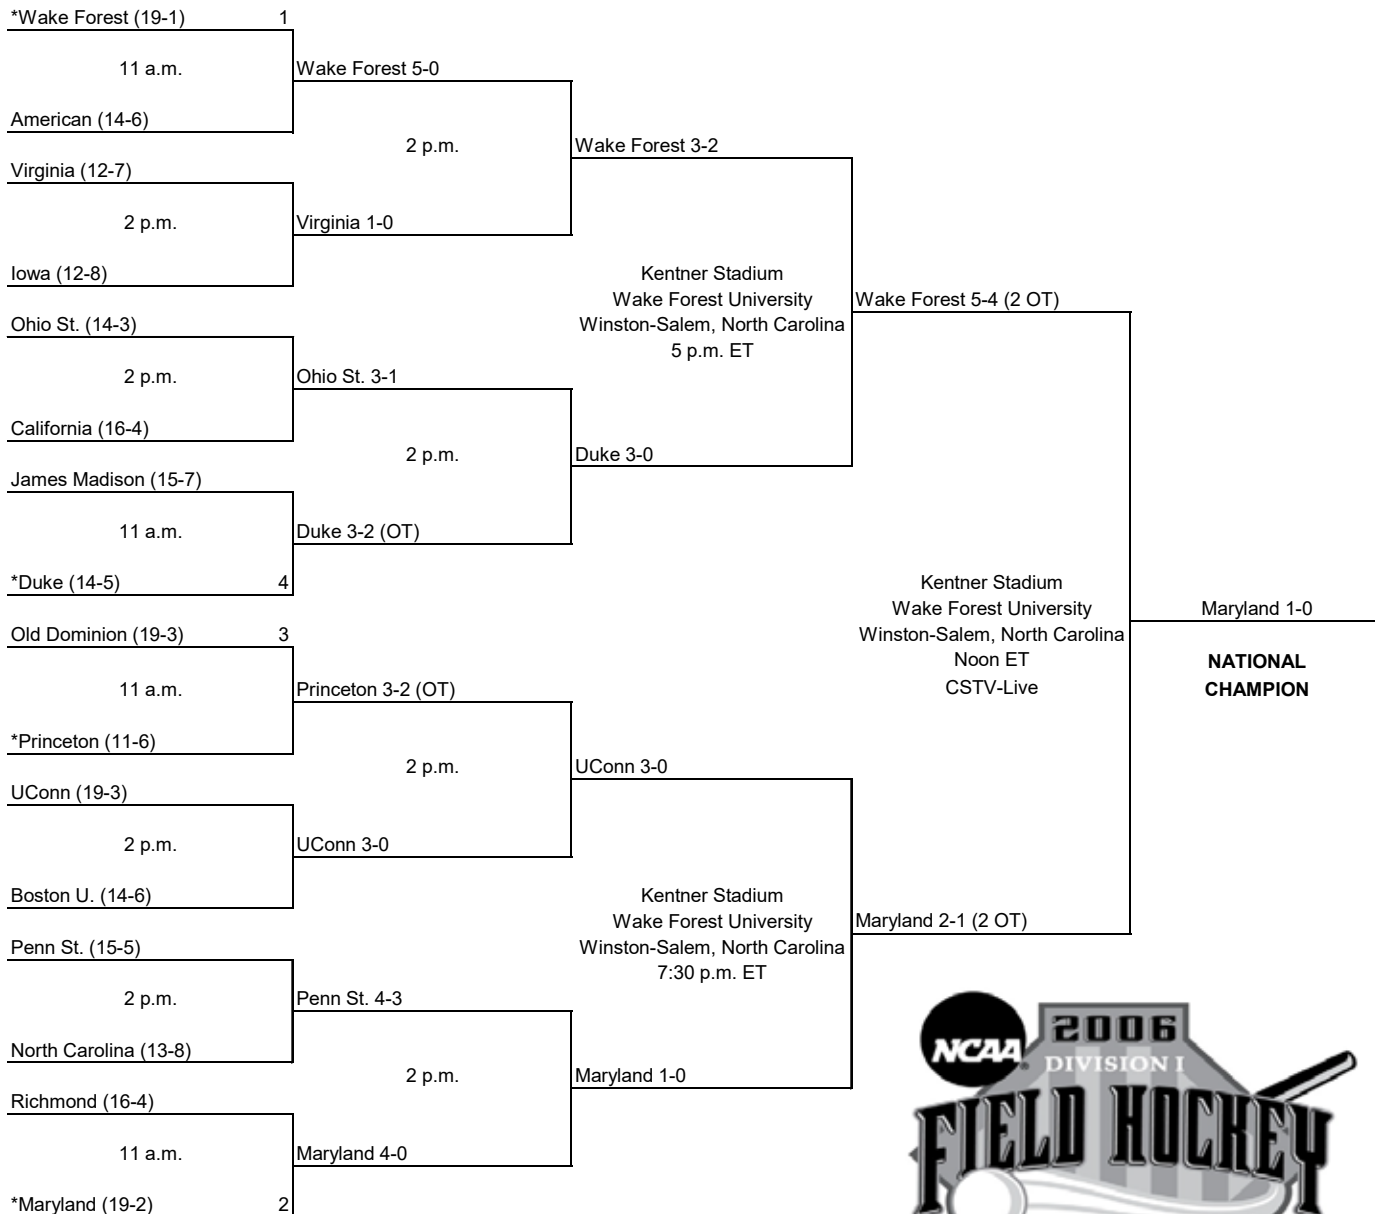 *Wake Forest (19-1) 1
11 a.m.
American (14-6)
Wake Forest 5-0
Virginia (12-7)
2 p.m.
Iowa (12-8)
Virginia 1-0
2 p.m.
Wake Forest 3-2
Ohio St. (14-3)
2 p.m.
California (16-4)
Ohio St. 3-1
James Madison (15-7)
11 a.m.
*Duke (14-5) 4
Duke 3-2 (OT)
2 p.m.
Duke 3-0
Kentner Stadium
Wake Forest University
Winston-Salem, North Carolina
5 p.m. ET
Wake Forest 5-4 (2 OT)
Old Dominion (19-3) 3
11 a.m.
*Princeton (11-6)
Princeton 3-2 (OT)
UConn (19-3)
2 p.m.
Boston U. (14-6)
UConn 3-0
2 p.m.
UConn 3-0
Penn St. (15-5)
2 p.m.
North Carolina (13-8)
Penn St. 4-3
Richmond (16-4)
11 a.m.
*Maryland (19-2) 2
Maryland 4-0
2 p.m.
Maryland 1-0
Kentner Stadium
Wake Forest University
Winston-Salem, North Carolina
7:30 p.m. ET
Maryland 2-1 (2 OT)
Kentner Stadium
Wake Forest University
Winston-Salem, North Carolina
Noon ET
CSTV-Live
Maryland 1-0
NATIONAL
CHAMPION
NCAA
2006
DIVISION I
FIELD HOCKEY